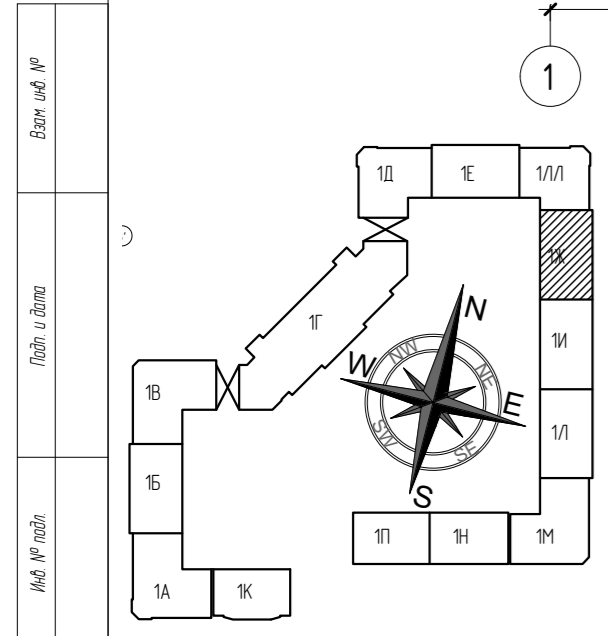 Взам. инв. №
Подп. и дата
Инв. № подл.
1
1Д
1Е
1ЛЛ
1Ж
1Г
1И
1В
1Л
1Б
1П
1Н
1М
1А
1К
N
NW
NE
W
E
SW
SE
S